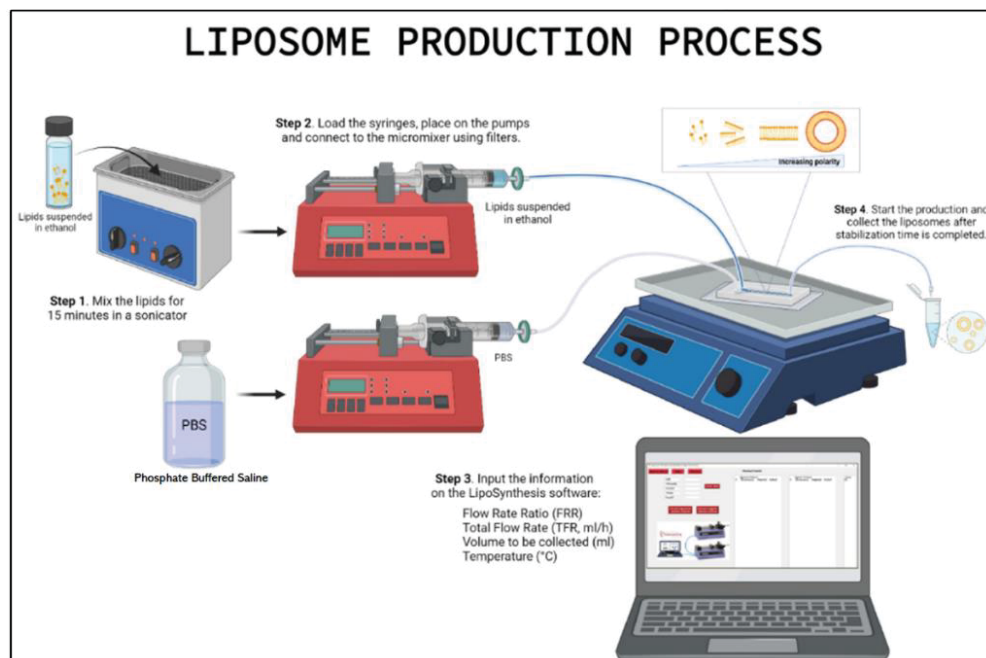 LIPOSOME PRODUCTION PROCESS
Lipids suspended
in ethanol
Step 1. Mix the lipids for
15 minutes in a sonicator
Step 2. Load the syringes, place on the pumps
and connect to the micromixer using filters.
Lipids suspended
in ethanol
Increasing polarity
Step 4. Start the production and
collect the liposomes after
stabilization time is completed.
PBS
PBS
Phosphate Buffered Saline
Step 3. Input the information
on the LipoSynthesis software:
Flow Rate Ratio (FRR)
Total Flow Rate (TFR, ml/h)
Volume to be collected (ml)
Temperature (°C)